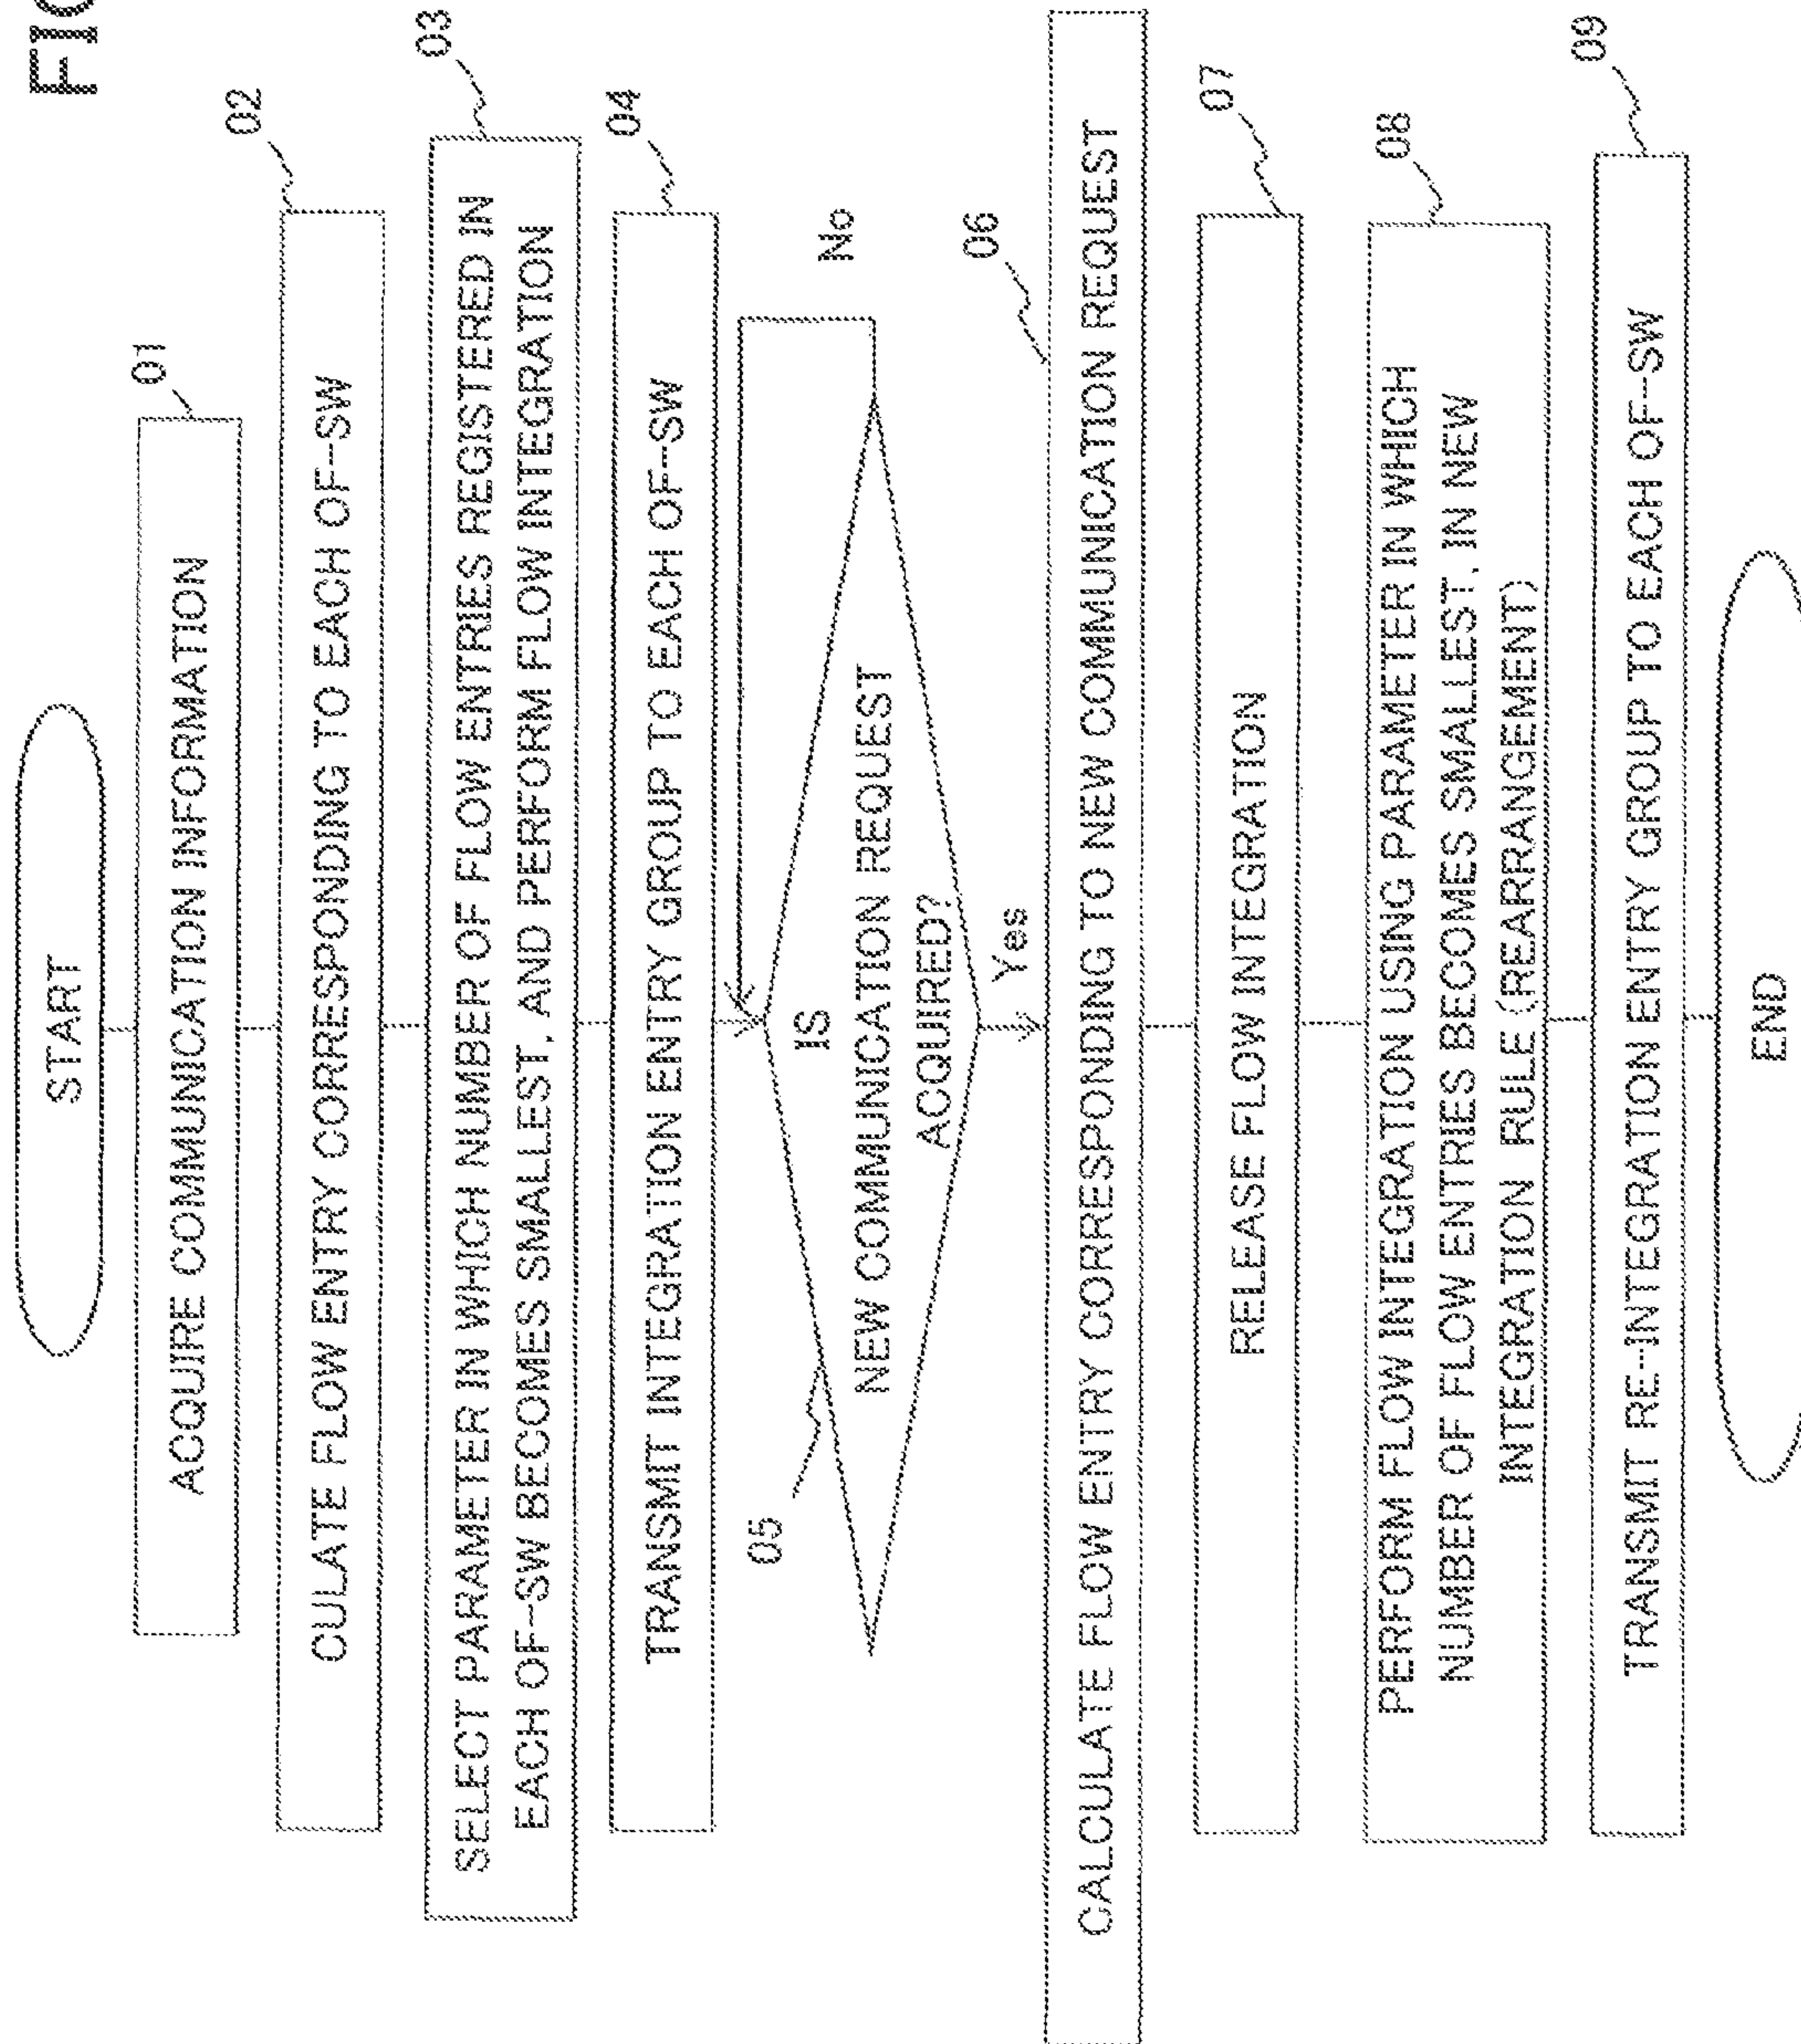 FIG
START
01
ACQUIRE COMMUNICATION INFORMATION
02
CULATE FLOW ENTRY CORRESPONDING TO EACH OF-SW
03
SELECT PARAMETER IN WHICH NUMBER OF FLOW ENTRIES REGISTERED IN
EACH OF-SW BECOMES SMALLEST, AND PERFORM FLOW INTEGRATION
04
TRANSMIT INTEGRATION ENTRY GROUP TO EACH OF-SW
05
IS
NEW COMMUNICATION REQUEST
ACQUIRED?
No
Yes
06
CALCULATE FLOW ENTRY CORRESPONDING TO NEW COMMUNICATION REQUEST
07
RELEASE FLOW INTEGRATION
08
PERFORM FLOW INTEGRATION USING PARAMETER IN WHICH
NUMBER OF FLOW ENTRIES BECOMES SMALLEST, IN NEW
INTEGRATION RULE (REARRANGEMENT)
09
TRANSMIT RE-INTEGRATION ENTRY GROUP TO EACH OF-SW
END